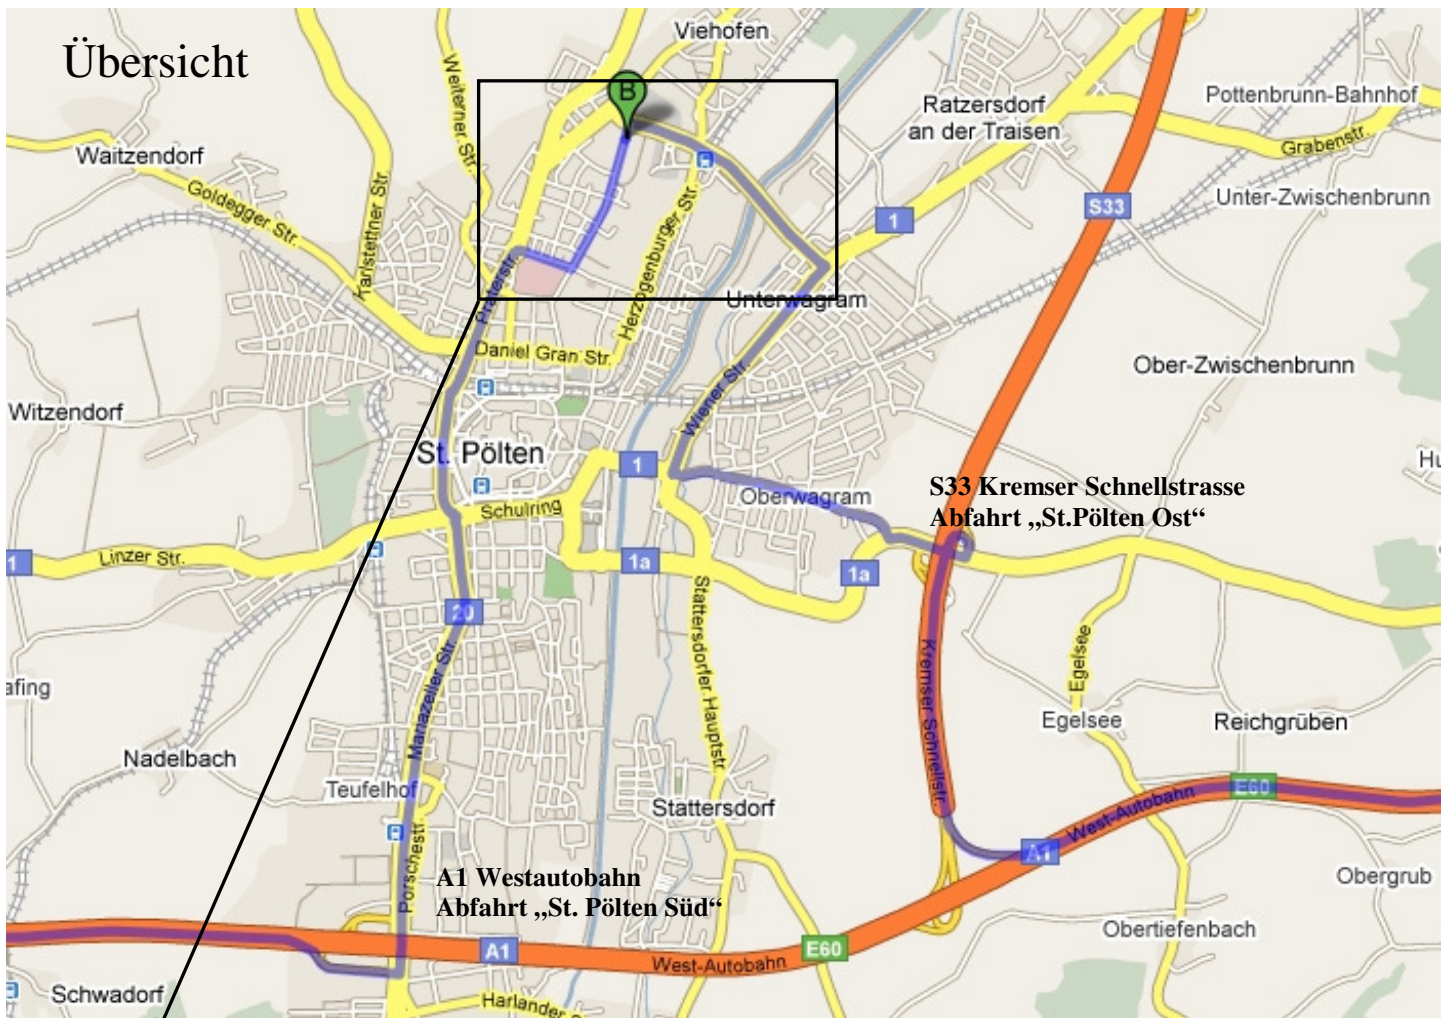 Übersicht
Viehofen
B
Weiterner Str.
Ratzersdorf
an der Traisen
Pottenbrunn-Bahnhof
Grabenstr.
Waitzendorf
Goldegger Str.
Karlstettner Str.
S33
Unter-Zwischenbrunn
1
Herzogenburger Str.
Praterstr.
Unterwagram
Daniel Gran Str.
Ober-Zwischenbrunn
Wiener Str.
Witzendorf
St. Pölten
1
Oberwagram
S33 Kremser Schnellstrasse
Abfahrt „St.Pölten Ost“
Schulring
1
Linzer Str.
1a
1a
20
Stattersdorfer Hauptstr.
Kremser Schnellstr.
Egelsee
Mariazeller Str.
afing
Egelsee
Reichgrüben
Nadelbach
Teufelhof
Stattersdorf
E60
West-Autobahn
Porschestr.
A1
A1 Westautobahn
Abfahrt „St. Pölten Süd“
Obergrub
Obertiefenbach
A1
E60
West-Autobahn
Schwadorf
Harlander